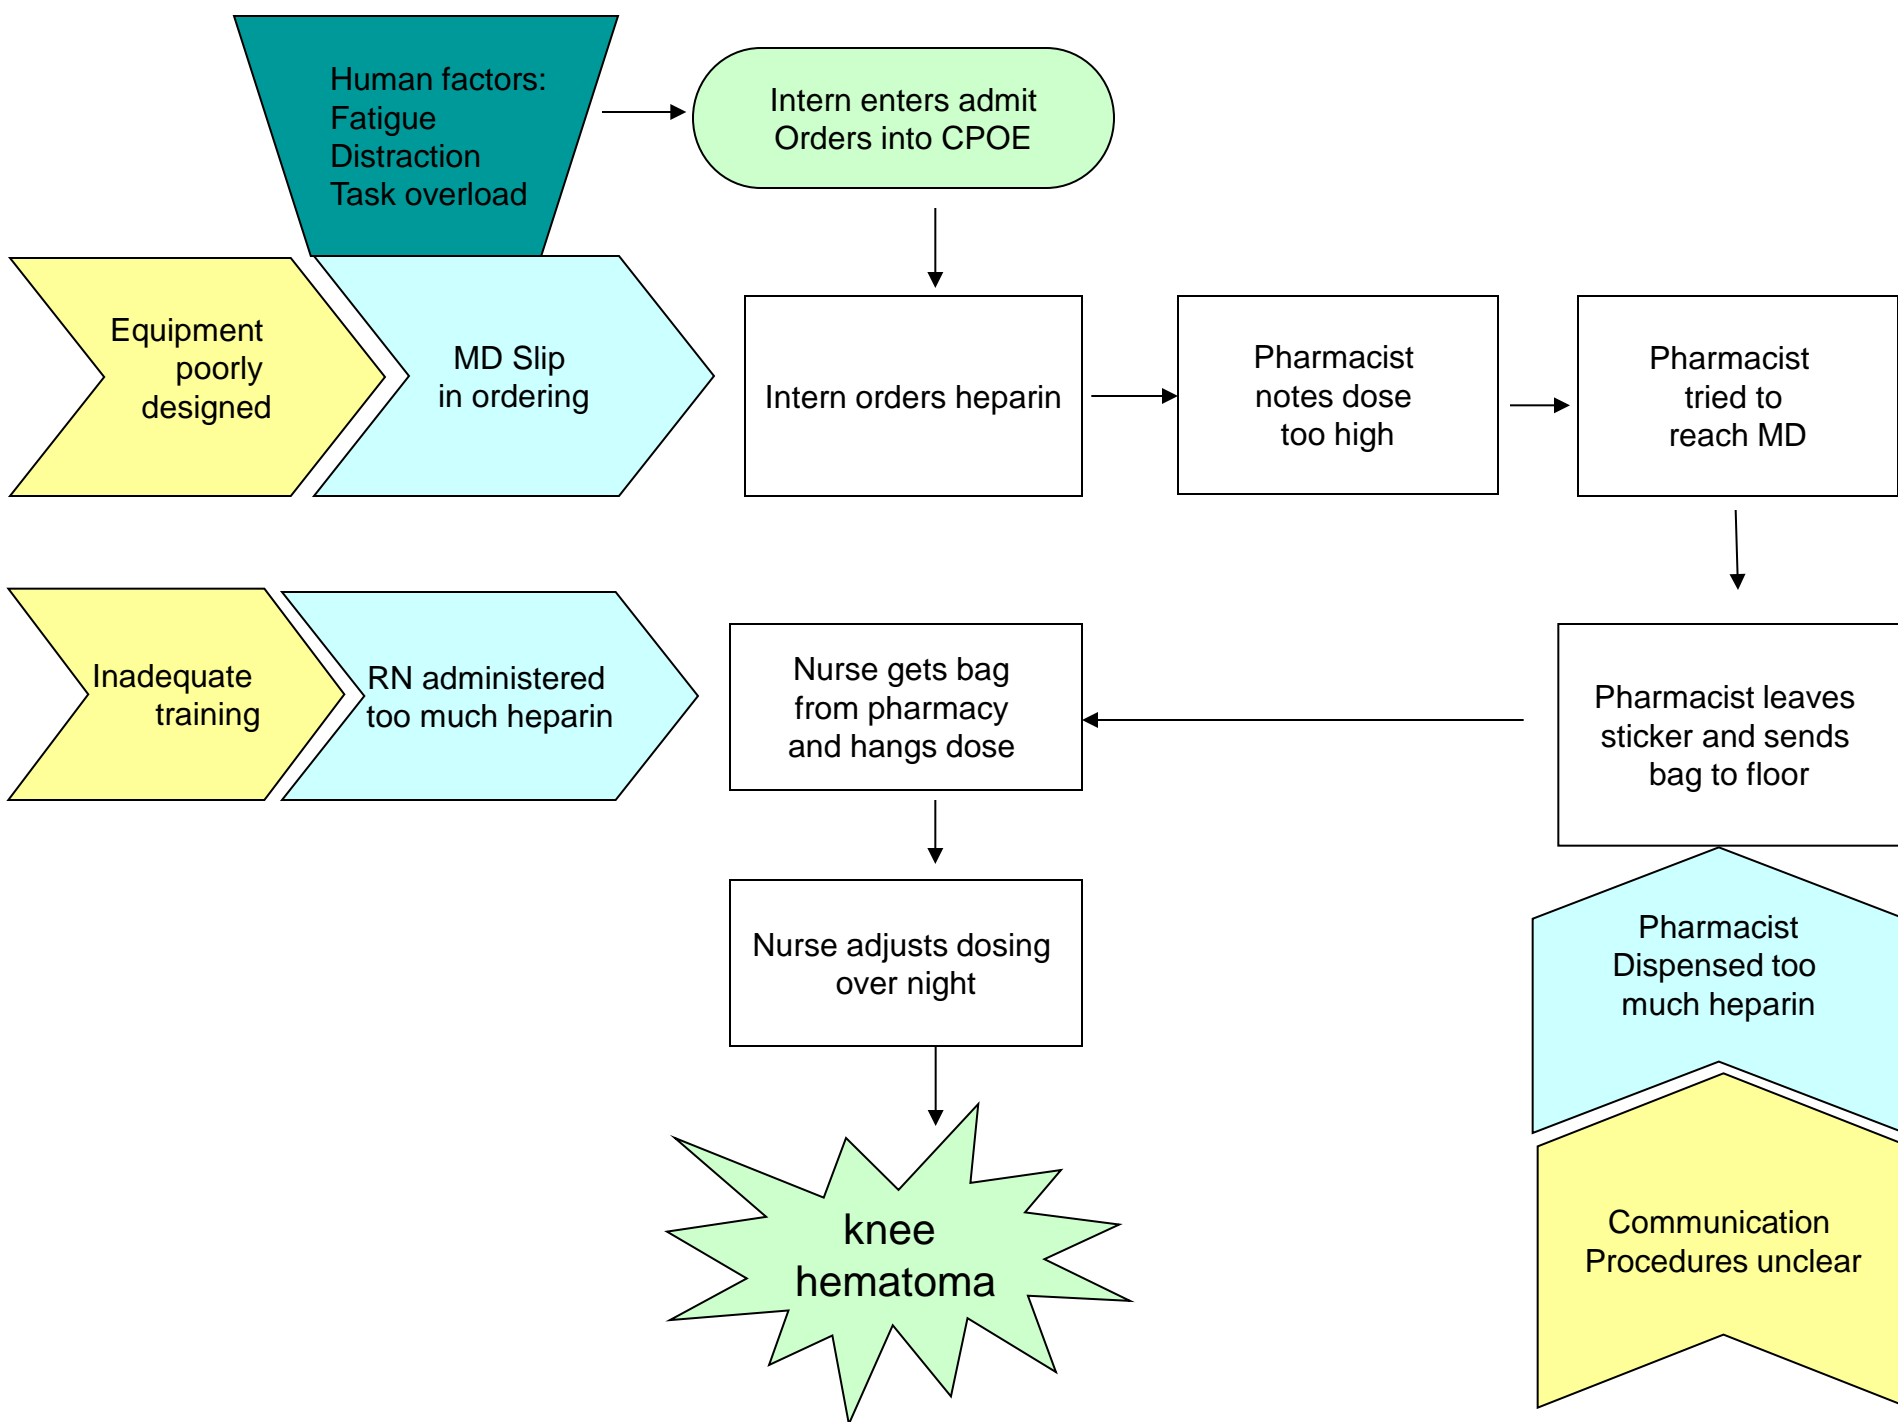 Human factors:
Fatigue
Distraction
Task overload
Intern enters admit
Orders into CPOE
Equipment
poorly
designed
MD Slip
in ordering
Intern orders heparin
Pharmacist
notes dose
too high
Pharmacist
tried to
reach MD
Inadequate
training
RN administered
too much heparin
Nurse gets bag
from pharmacy
and hangs dose
Pharmacist leaves
sticker and sends
bag to floor
Nurse adjusts dosing
over night
Pharmacist
Dispensed too
much heparin
knee
hematoma
Communication
Procedures unclear